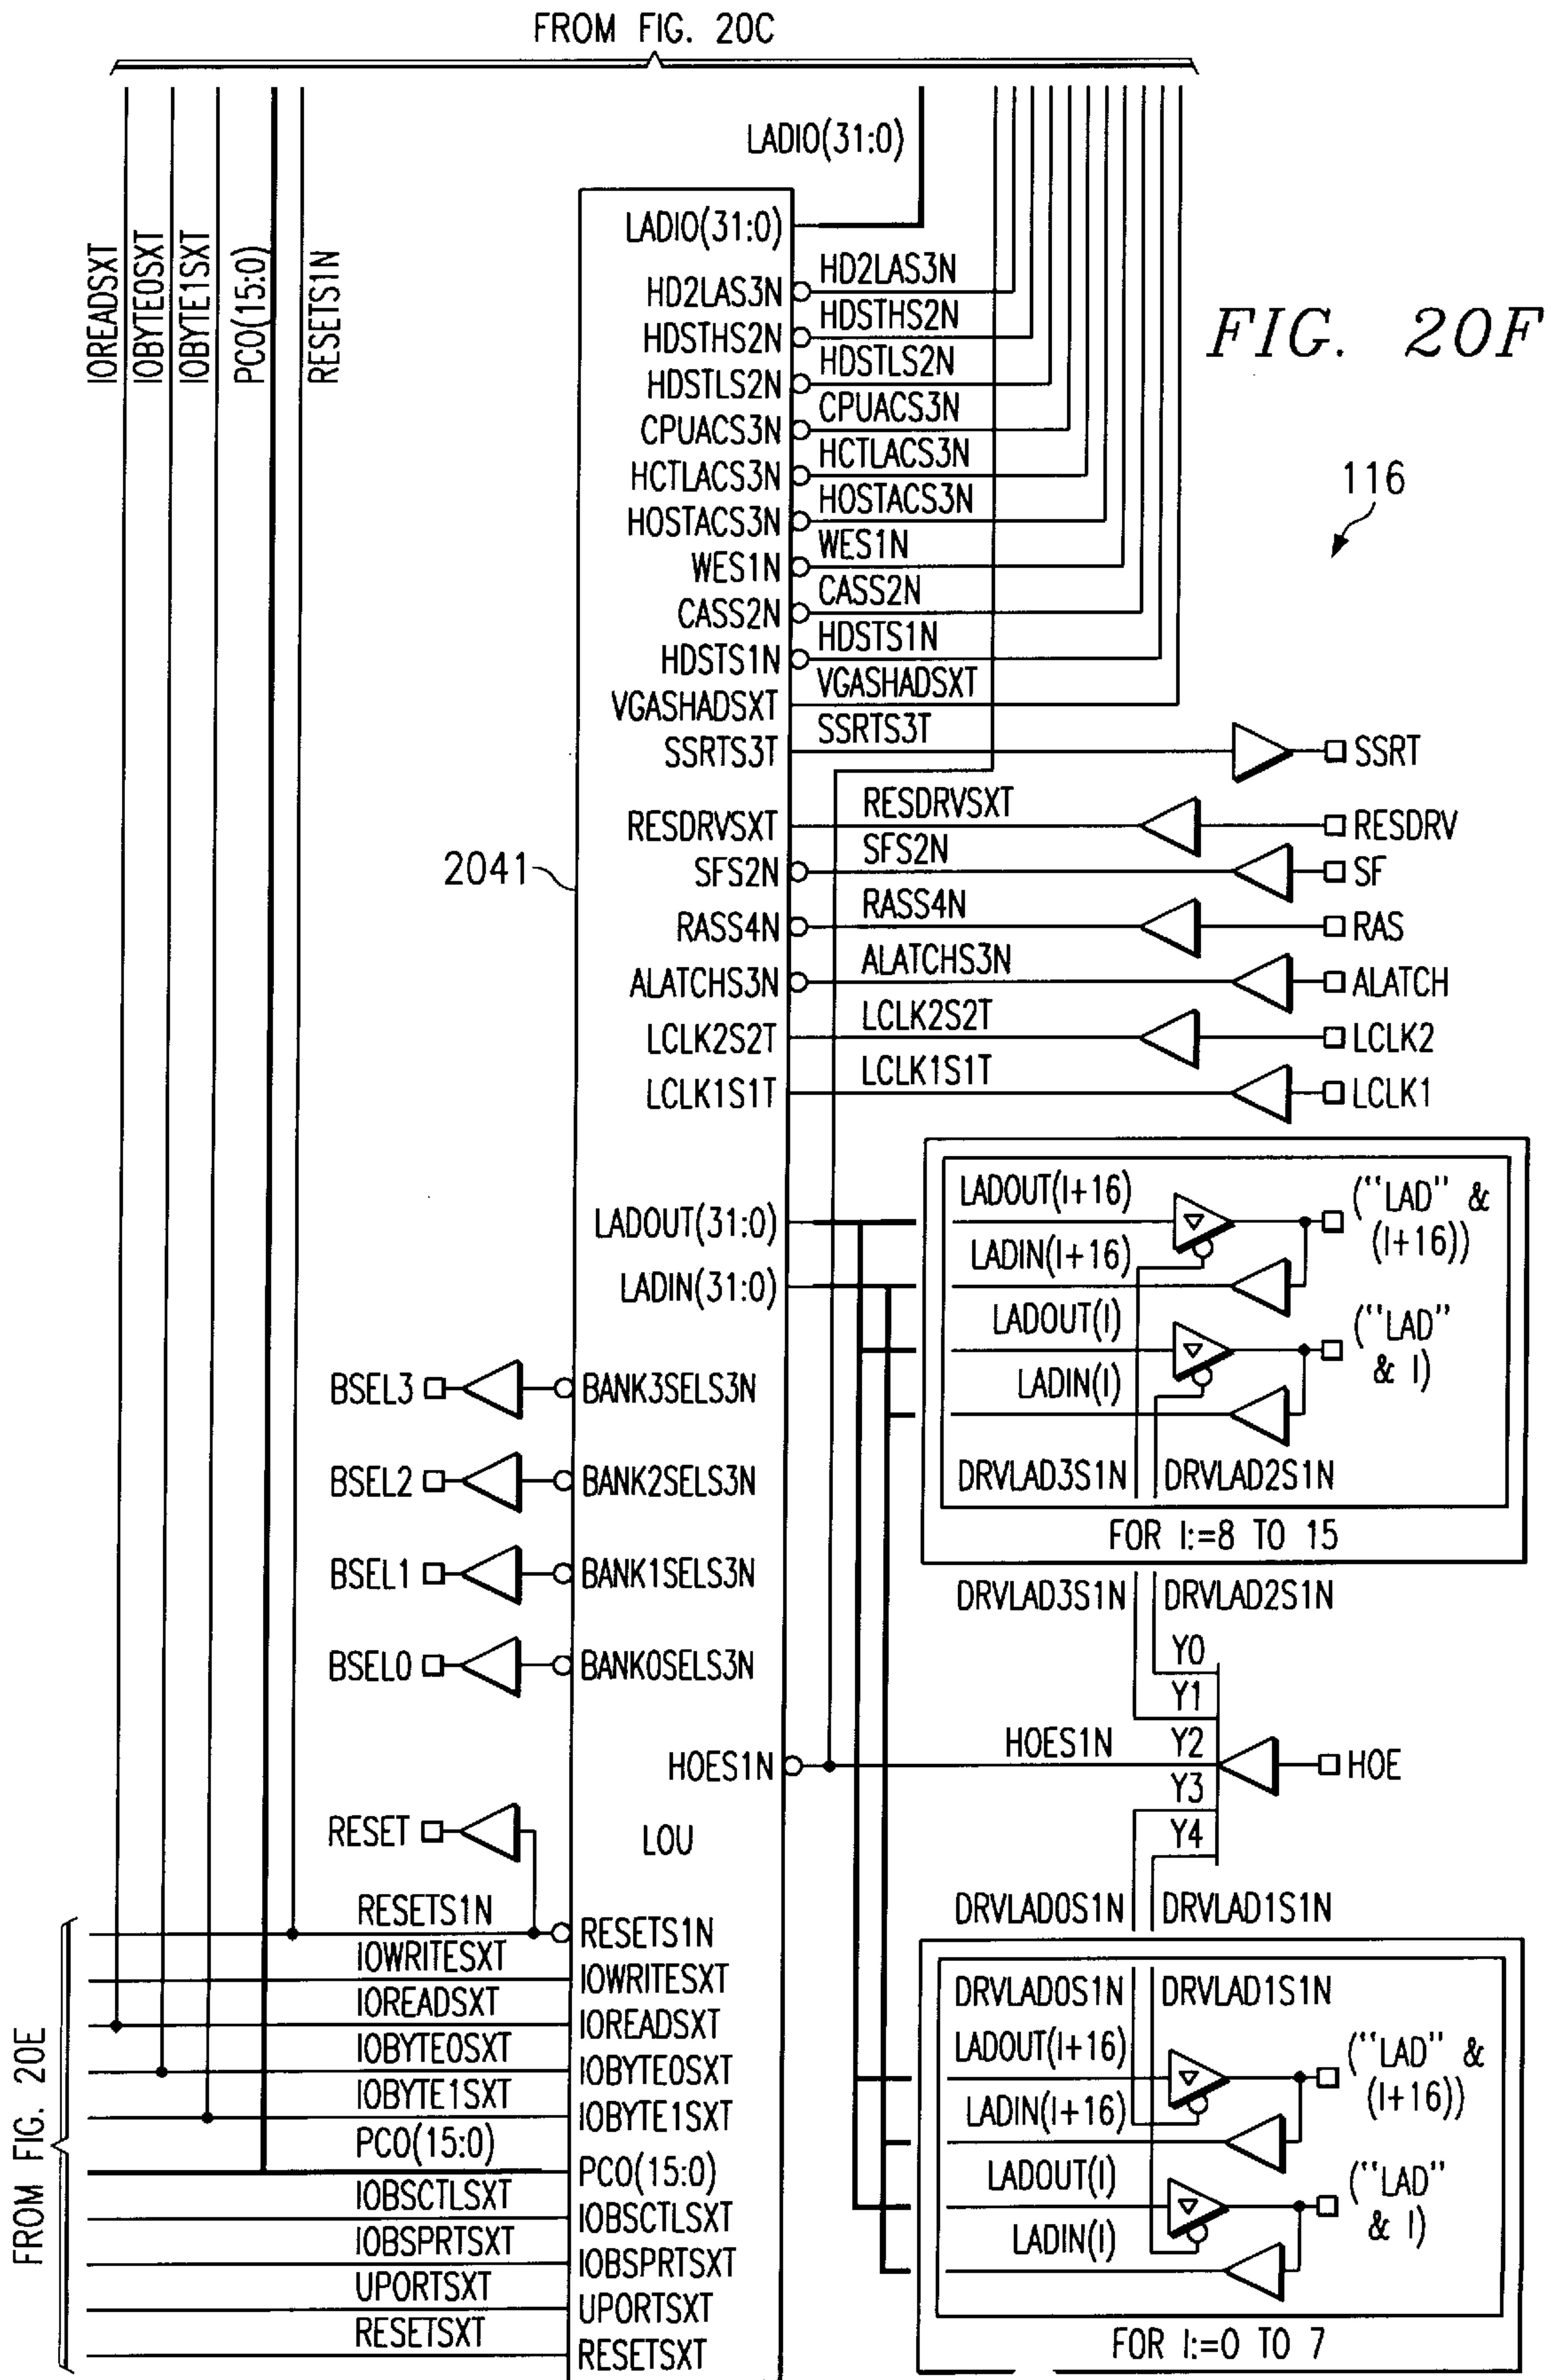 FROM FIG. 20C
LADIO(31:0)
IOREADSXT
IOBYTE0SXT
IOBYTE1SXT
PCO(15:0)
RESETS1N
FIG. 20F
116
LADIO(31:0)
HD2LAS3N HD2LAS3N
HDSTHS2N HDSTHS2N
HDSTLS2N HDSTLS2N
CPUACS3N CPUACS3N
HCTLACS3N HCTLACS3N
HOSTACS3N HOSTACS3N
WES1N WES1N
CASS2N CASS2N
HDSTS1N HDSTS1N
VGASHADSXT VGASHADSXT
SSRTS3T SSRTS3T SSRT
RESDRVSXT RESDRVSXT RESDRV
2041
SFS2N SFS2N SF
RASS4N RASS4N RAS
ALATCHS3N ALATCHS3N ALATCH
LCLK2S2T LCLK2S2T LCLK2
LCLK1S1T LCLK1S1T LCLK1
LADOUT(31:0)
LADIN(31:0)
LADOUT(I+16) ("LAD" &
(I+16))
LADIN(I+16)
LADOUT(I) ("LAD"
& I)
LADIN(I)
DRVLAD3S1N DRVLAD2S1N
FOR I:=8 TO 15
BSEL3 BANK3SELS3N
BSEL2 BANK2SELS3N
BSEL1 BANK1SELS3N
BSEL0 BANK0SELS3N
DRVLAD3S1N DRVLAD2S1N
Y0
Y1
HOES1N HOES1N Y2 HOE
Y3
Y4
RESET
LOU
DRVLAD0S1N DRVLAD1S1N
FROM FIG. 20E
RESETS1N RESETS1N
IOWRITESXT IOWRITESXT
IOREADSXT IOREADSXT
IOBYTE0SXT IOBYTE0SXT
IOBYTE1SXT IOBYTE1SXT
PCO(15:0) PCO(15:0)
IOBSCTLSXT IOBSCTLSXT
IOBSPRTSXT IOBSPRTSXT
UPORTSXT UPORTSXT
RESETSXT RESETSXT
DRVLAD0S1N DRVLAD1S1N
LADOUT(I+16) ("LAD" &
(I+16))
LADIN(I+16)
LADOUT(I) ("LAD"
& I)
LADIN(I)
FOR I:=0 TO 7